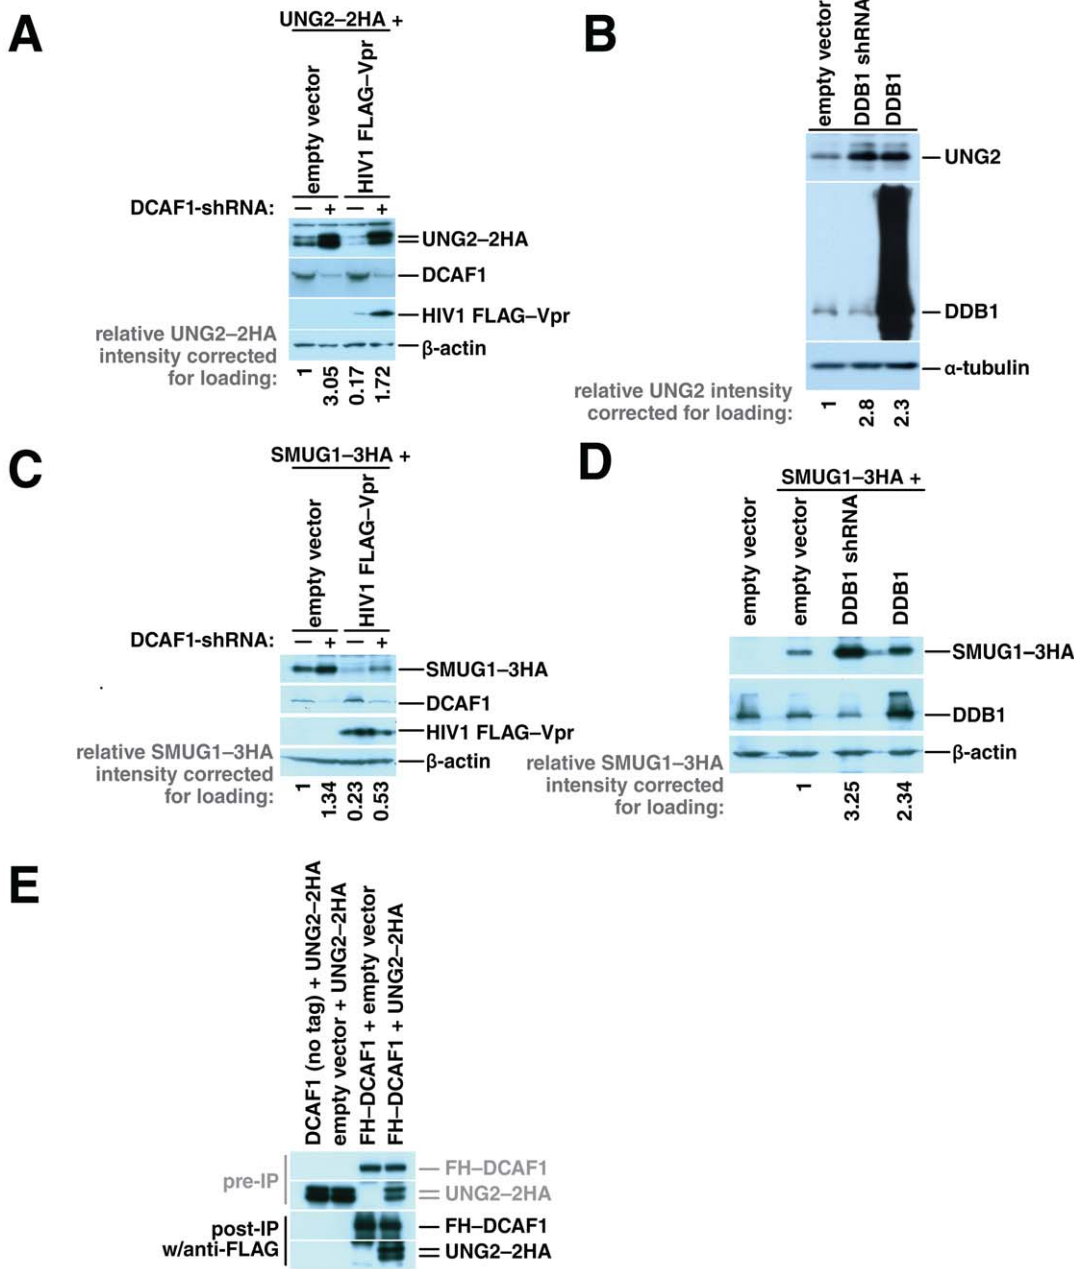 A
UNG2–2HA +
empty vector
HIV1 FLAG–Vpr
DCAF1-shRNA: — + — +
UNG2–2HA
DCAF1
HIV1 FLAG–Vpr
β-actin
relative UNG2–2HA
intensity corrected
for loading:
1 3.05 0.17 1.72
B
empty vector
DDB1 shRNA
DDB1
UNG2
DDB1
α-tubulin
relative UNG2 intensity
corrected for loading:
1 2.8 2.3
C
SMUG1–3HA +
empty vector
HIV1 FLAG–Vpr
DCAF1-shRNA: — + — +
SMUG1–3HA
DCAF1
HIV1 FLAG–Vpr
β-actin
relative SMUG1–3HA
intensity corrected
for loading:
1 1.34 0.23 0.53
D
SMUG1–3HA +
empty vector
empty vector
DDB1 shRNA
DDB1
SMUG1–3HA
DDB1
β-actin
relative SMUG1–3HA
intensity corrected
for loading:
1 3.25 2.34
E
DCAF1 (no tag) + UNG2–2HA
empty vector + UNG2–2HA
FH–DCAF1 + empty vector
FH–DCAF1 + UNG2–2HA
pre-IP
FH–DCAF1
UNG2–2HA
post-IP
w/anti-FLAG
FH–DCAF1
UNG2–2HA